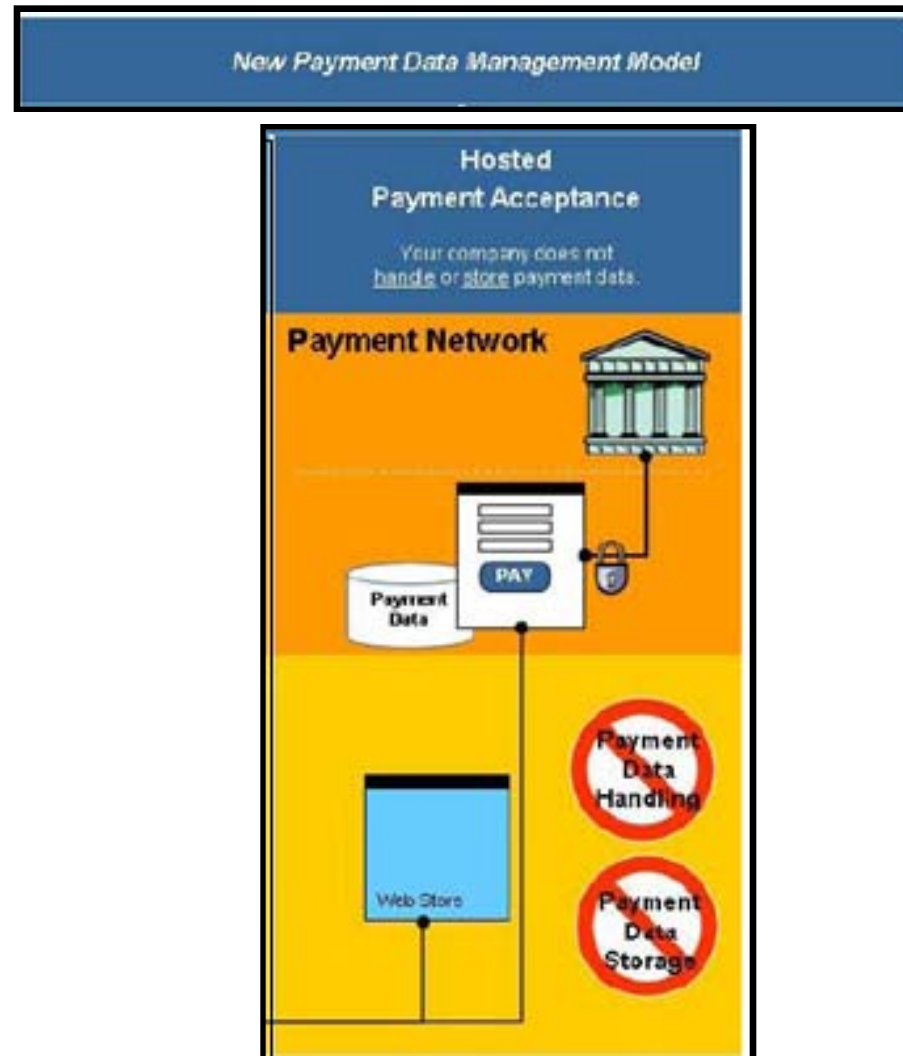 New Payment Data Management Model
Hosted
Payment Acceptance
Your company does not
handle or store payment data.
Payment Network
PAY
Payment
Data
Payment
Data
Handling
Web Store
Payment
Data
Storage